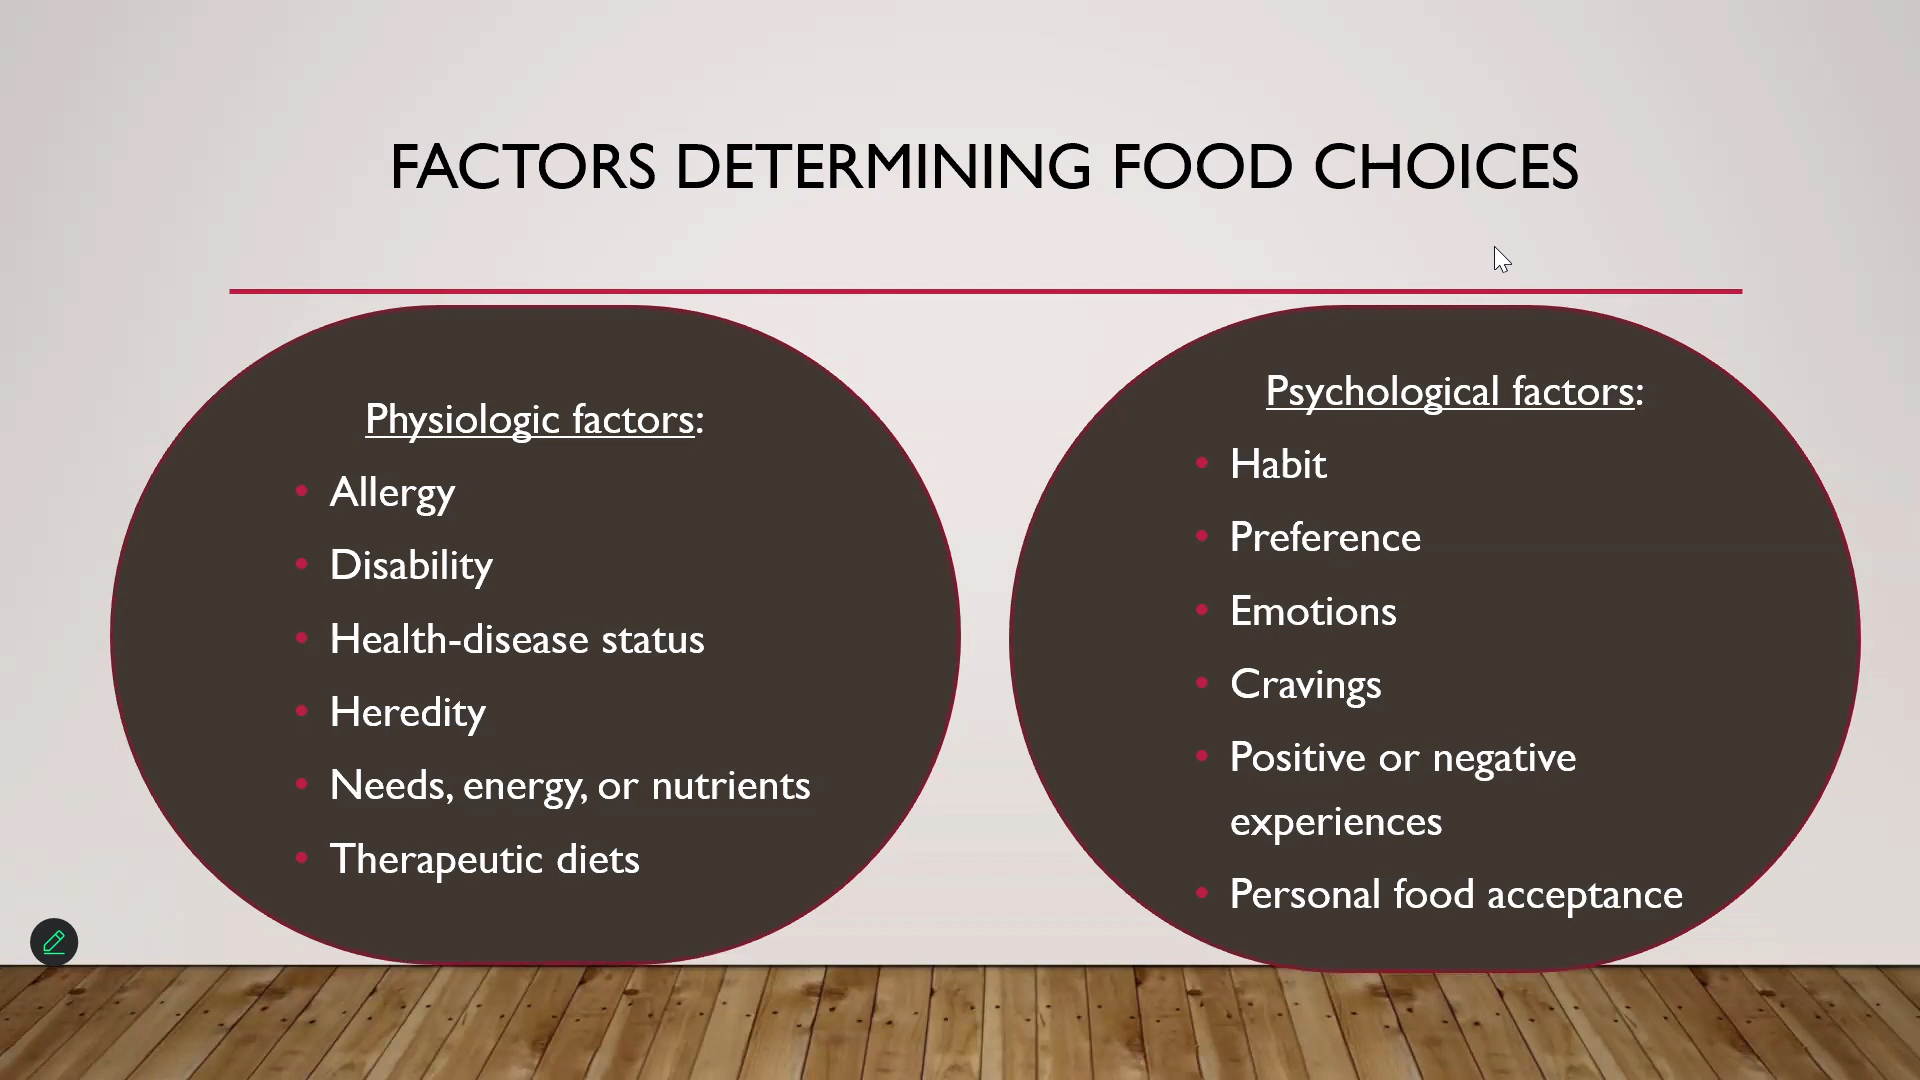 FACTORS DETERMINING FOOD CHOICES
Physiologic factors:
• Allergy
• Disability
• Health-disease status
• Heredity
• Needs, energy, or nutrients
• Therapeutic diets
Psychological factors:
• Habit
• Preference
• Emotions
• Cravings
• Positive or negative
experiences
• Personal food acceptance